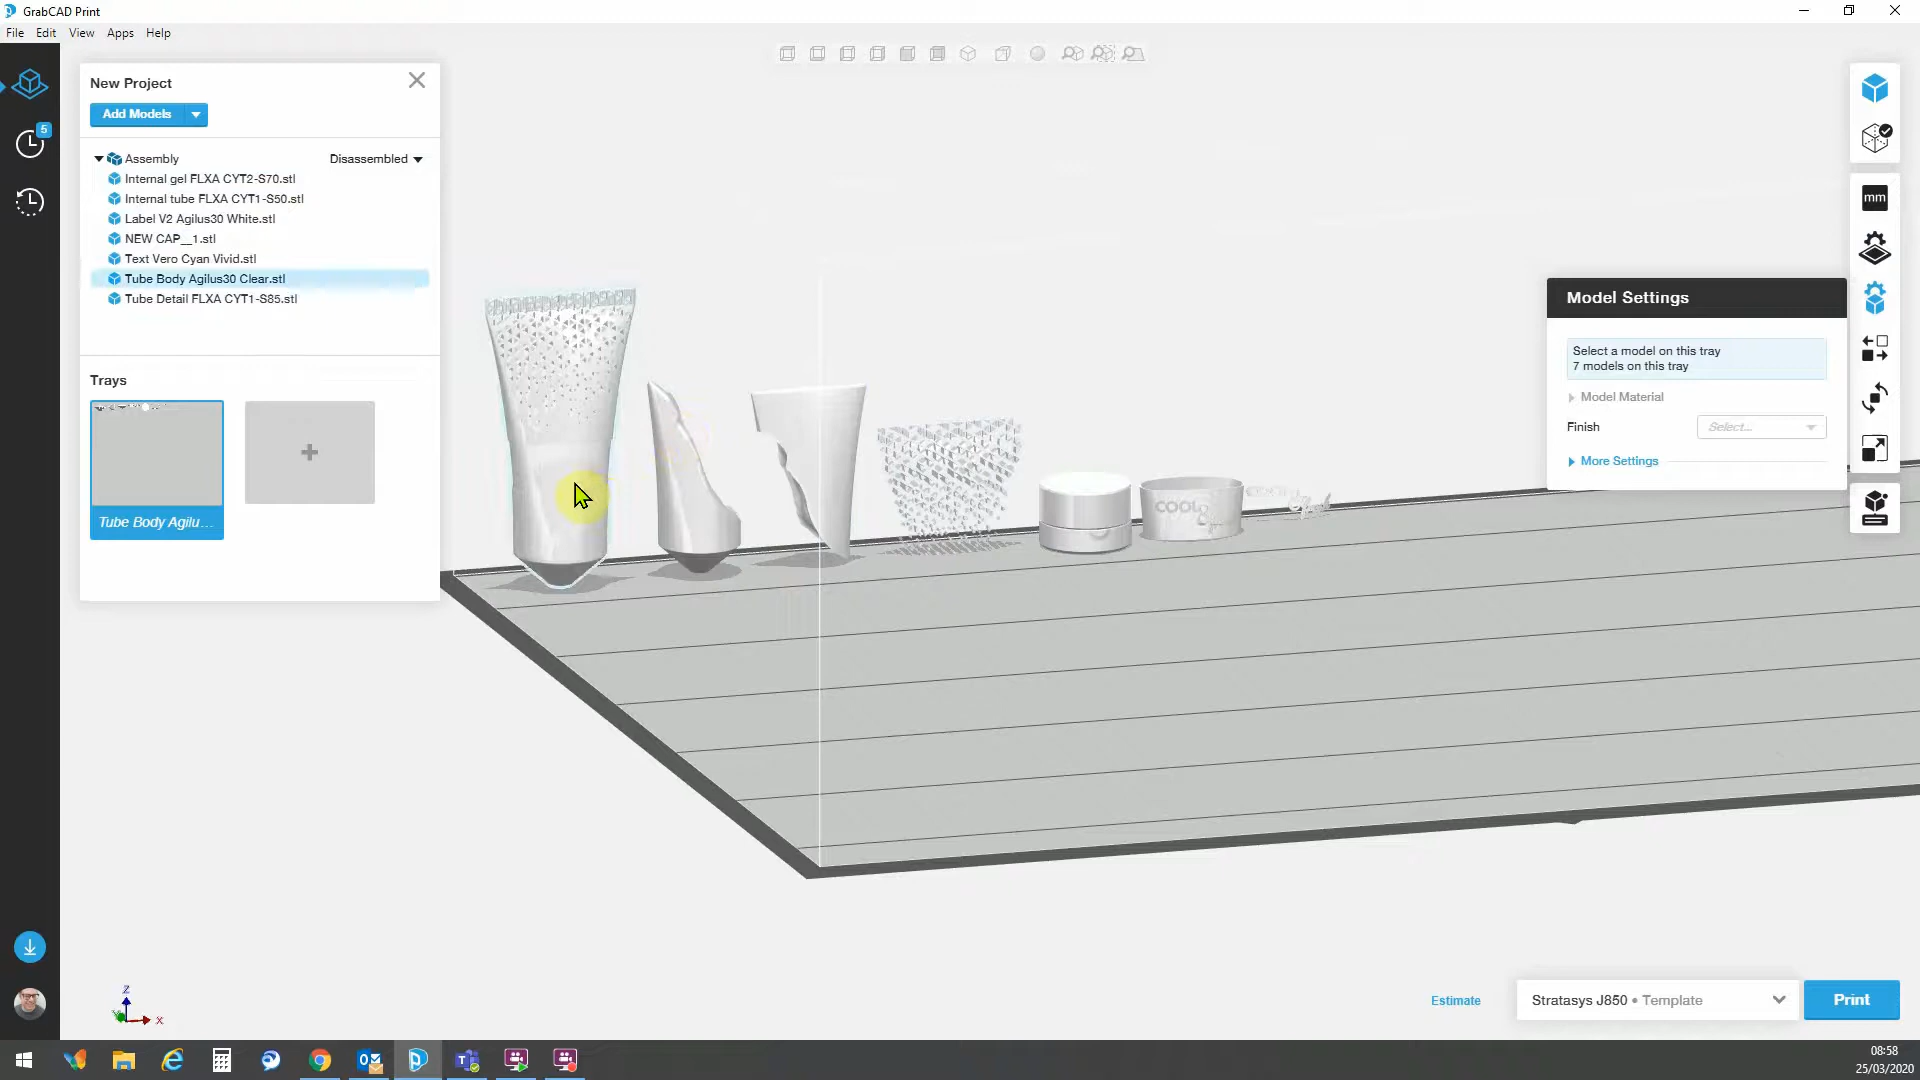 GrabCAD Print
File Edit View Apps Help
New Project
Add Models
5
Assembly Disassembled
Internal gel FLXA CYT2-S70.stl
Internal tube FLXA CYT1-S50.stl
Label V2 Agilus30 White.stl
NEW CAP__1.stl
Text Vero Cyan Vivid.stl
Tube Body Agilus30 Clear.stl
Tube Detail FLXA CYT1-S85.stl
Trays
Tube Body Agilu...
mm
Model Settings
Select a model on this tray
7 models on this tray
Model Material
Finish Select...
More Settings
COOL
Z
X
Estimate
Stratasys J850 • Template
Print
08:58
25/03/2020